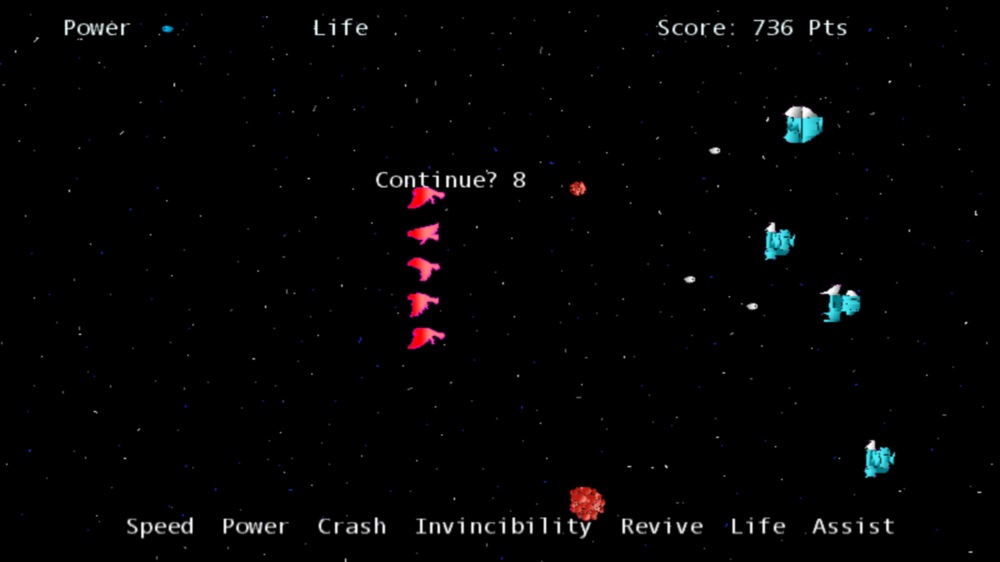 Power Life Score: 736 Pts
Continue? 8
Speed Power Crash Invincibility Revive Life Assist